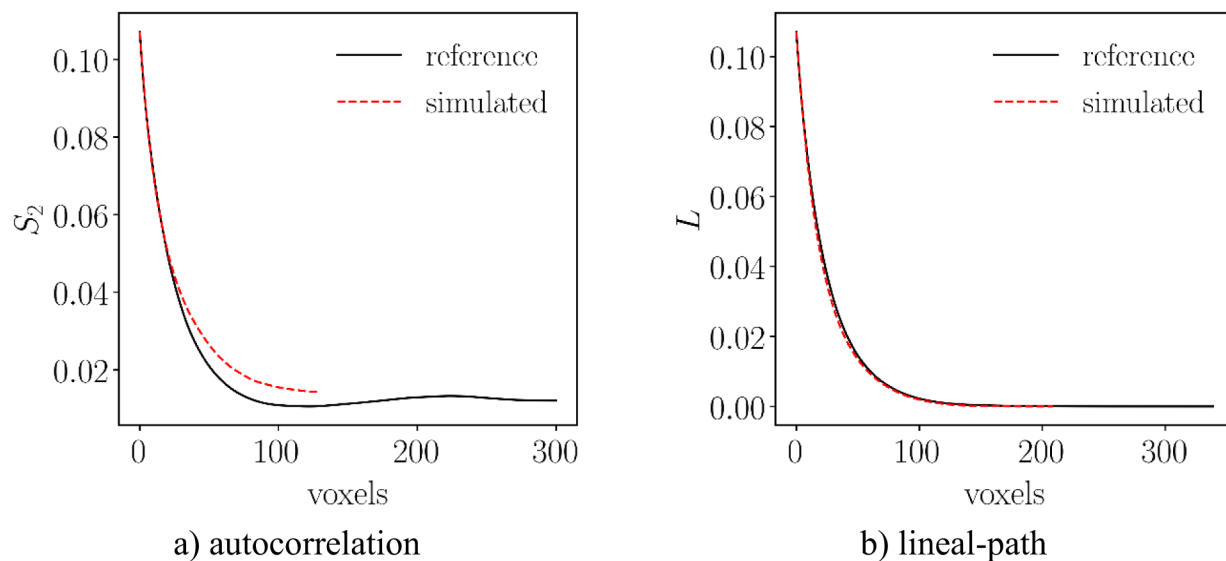 reference
simulated
0.10
0.08
0.06
0.04
0.02
S₂
0 100 200 300
voxels
a) autocorrelation
reference
simulated
0.10
0.08
0.06
0.04
0.02
0.00
L
0 100 200 300
voxels
b) lineal-path